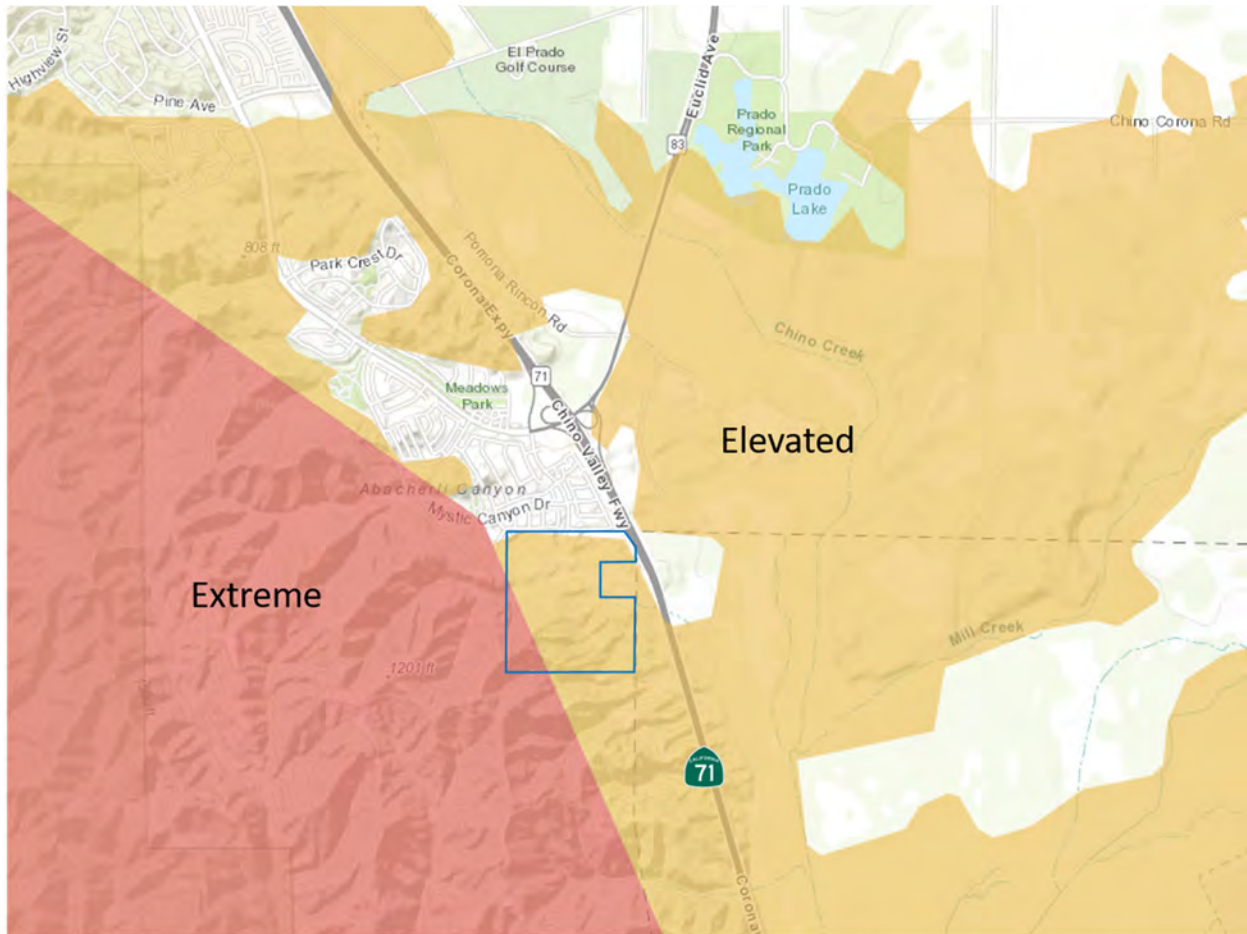 El Prado
Golf Course
Highview St
Pine Ave
Euclid Ave
83
Prado
Regional
Park
Prado
Lake
Chino Corona Rd
808 ft
Park Crest Dr
Pomona Rincon Rd
Corona Expy
Chino Creek
71
Meadows
Park
Chino Valley Fwy
Elevated
Abacherli Canyon
Mystic Canyon Dr
Extreme
Mill Creek
1201 ft
CALIFORNIA
71
Corona